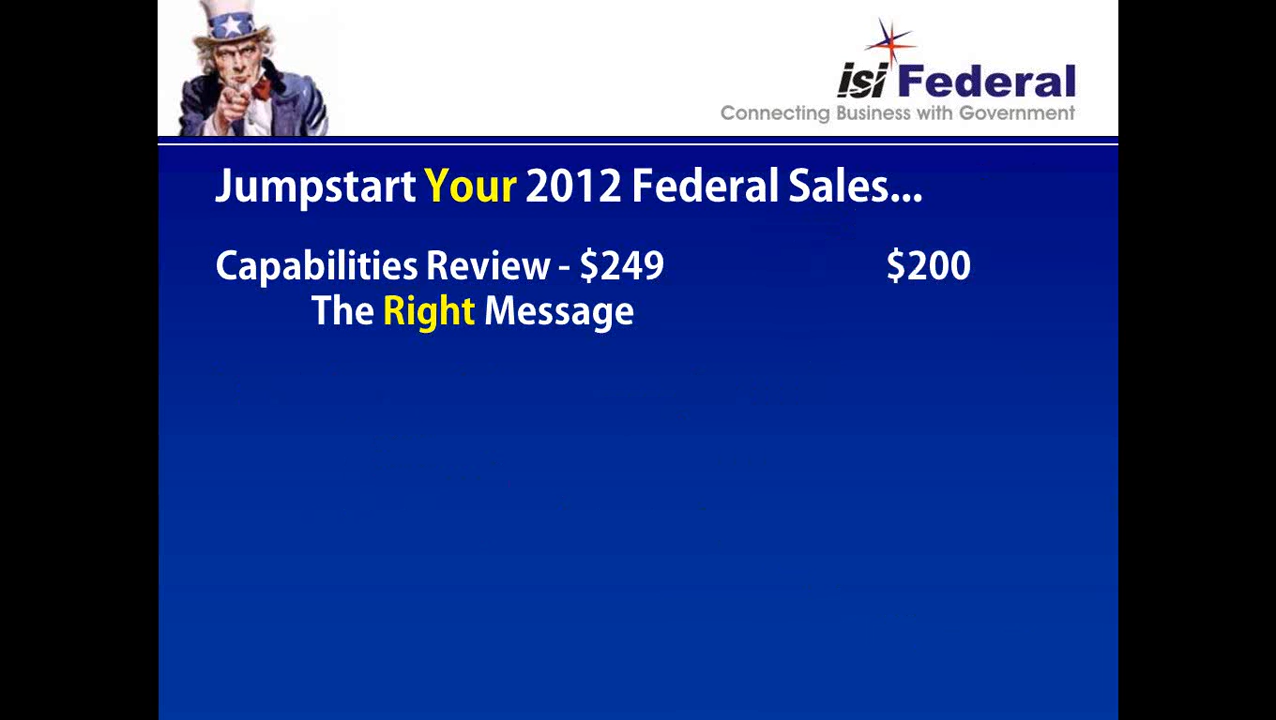 isi Federal
Connecting Business with Government
Jumpstart Your 2012 Federal Sales...
Capabilities Review - $249 $200
The Right Message